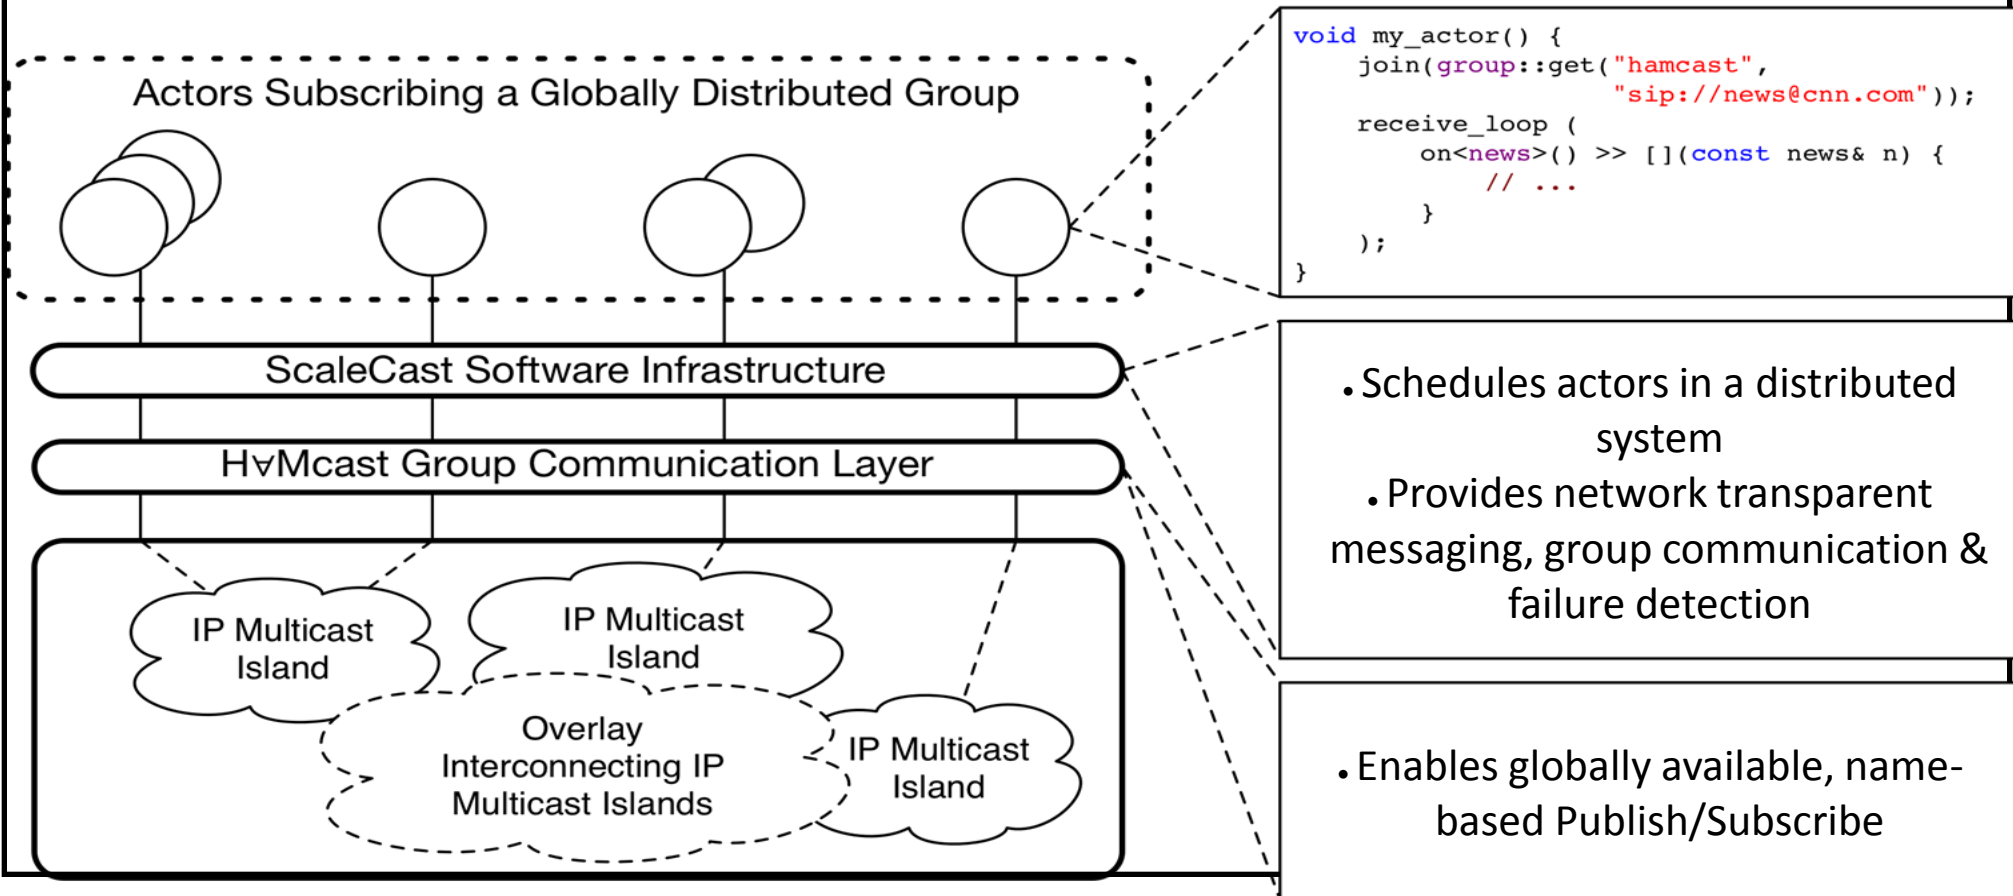 Actors Subscribing a Globally Distributed Group
ScaleCast Software Infrastructure
H∀Mcast Group Communication Layer
IP Multicast
Island
IP Multicast
Island
Overlay
Interconnecting IP
Multicast Islands
IP Multicast
Island
void my_actor() {
    join(group::get("hamcast",
                    "sip://news@cnn.com"));
    receive_loop (
        on<news>() >> [](const news& n) {
            // ...
        }
    );
}
• Schedules actors in a distributed
system
• Provides network transparent
messaging, group communication &
failure detection
• Enables globally available, name-
based Publish/Subscribe